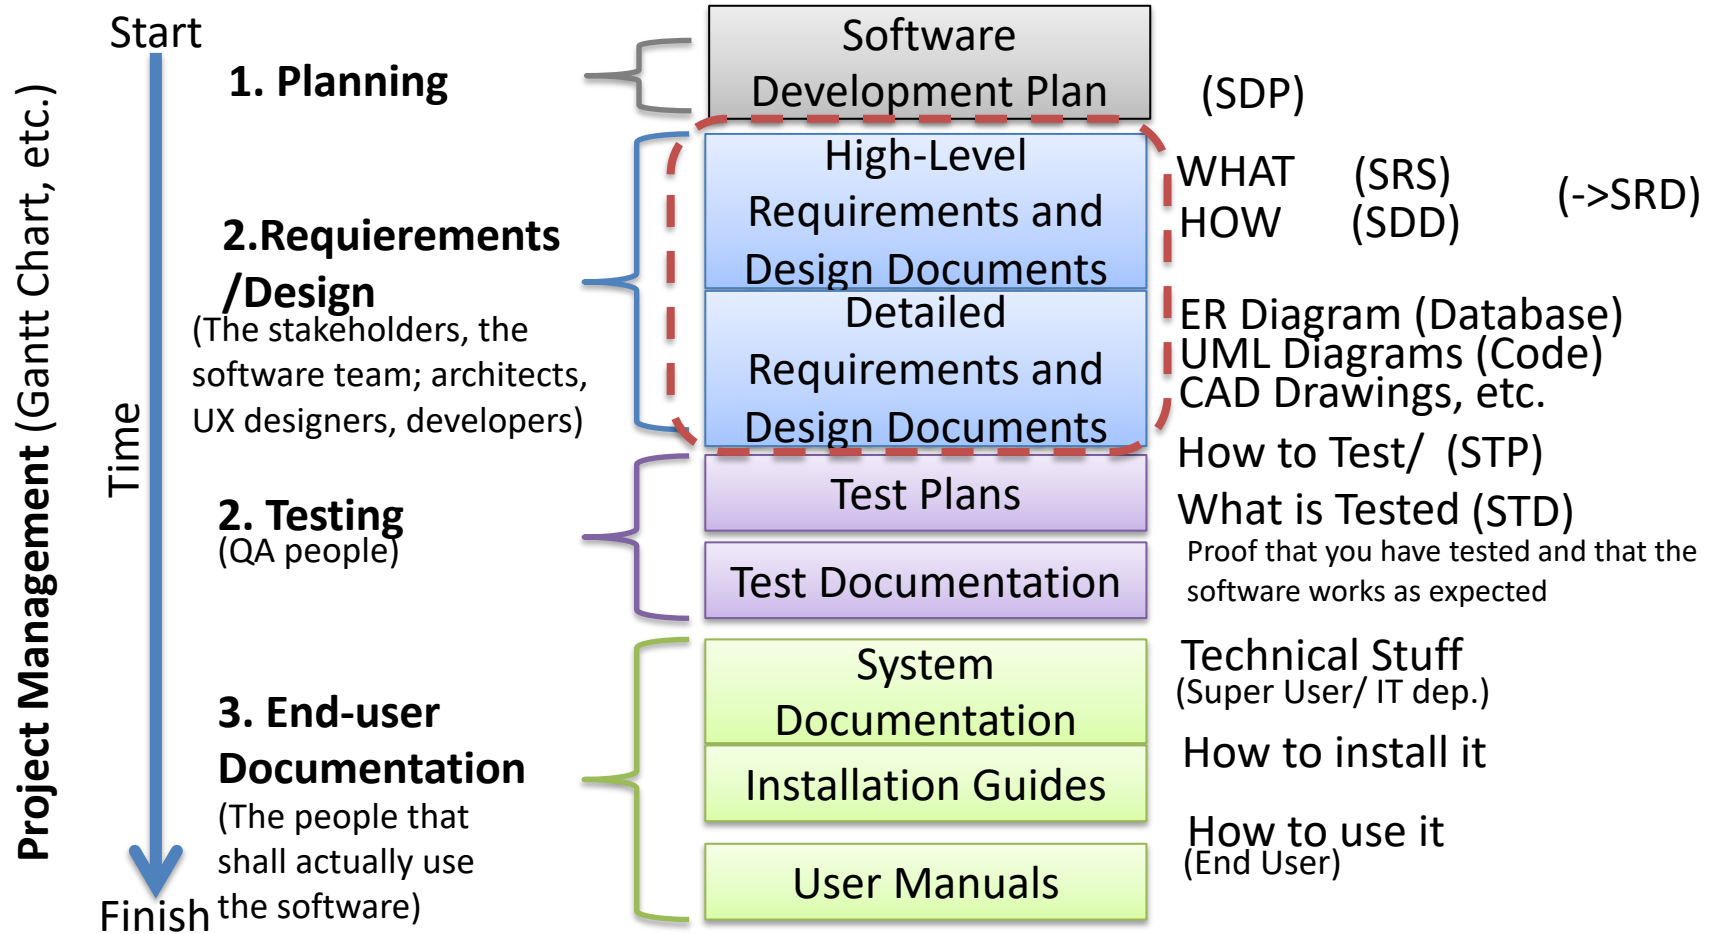 Project Management (Gantt Chart, etc.)
Start
Time
Finish
1. Planning
Software
Development Plan
(SDP)
2.Requierements
/Design
(The stakeholders, the
software team; architects,
UX designers, developers)
High-Level
Requirements and
Design Documents
WHAT (SRS)
HOW (SDD)
(->SRD)
Detailed
Requirements and
Design Documents
ER Diagram (Database)
UML Diagrams (Code)
CAD Drawings, etc.
2. Testing
(QA people)
Test Plans
How to Test/ (STP)
Test Documentation
What is Tested (STD)
Proof that you have tested and that the
software works as expected
3. End-user
Documentation
(The people that
shall actually use
the software)
System
Documentation
Technical Stuff
(Super User/ IT dep.)
Installation Guides
How to install it
User Manuals
How to use it
(End User)